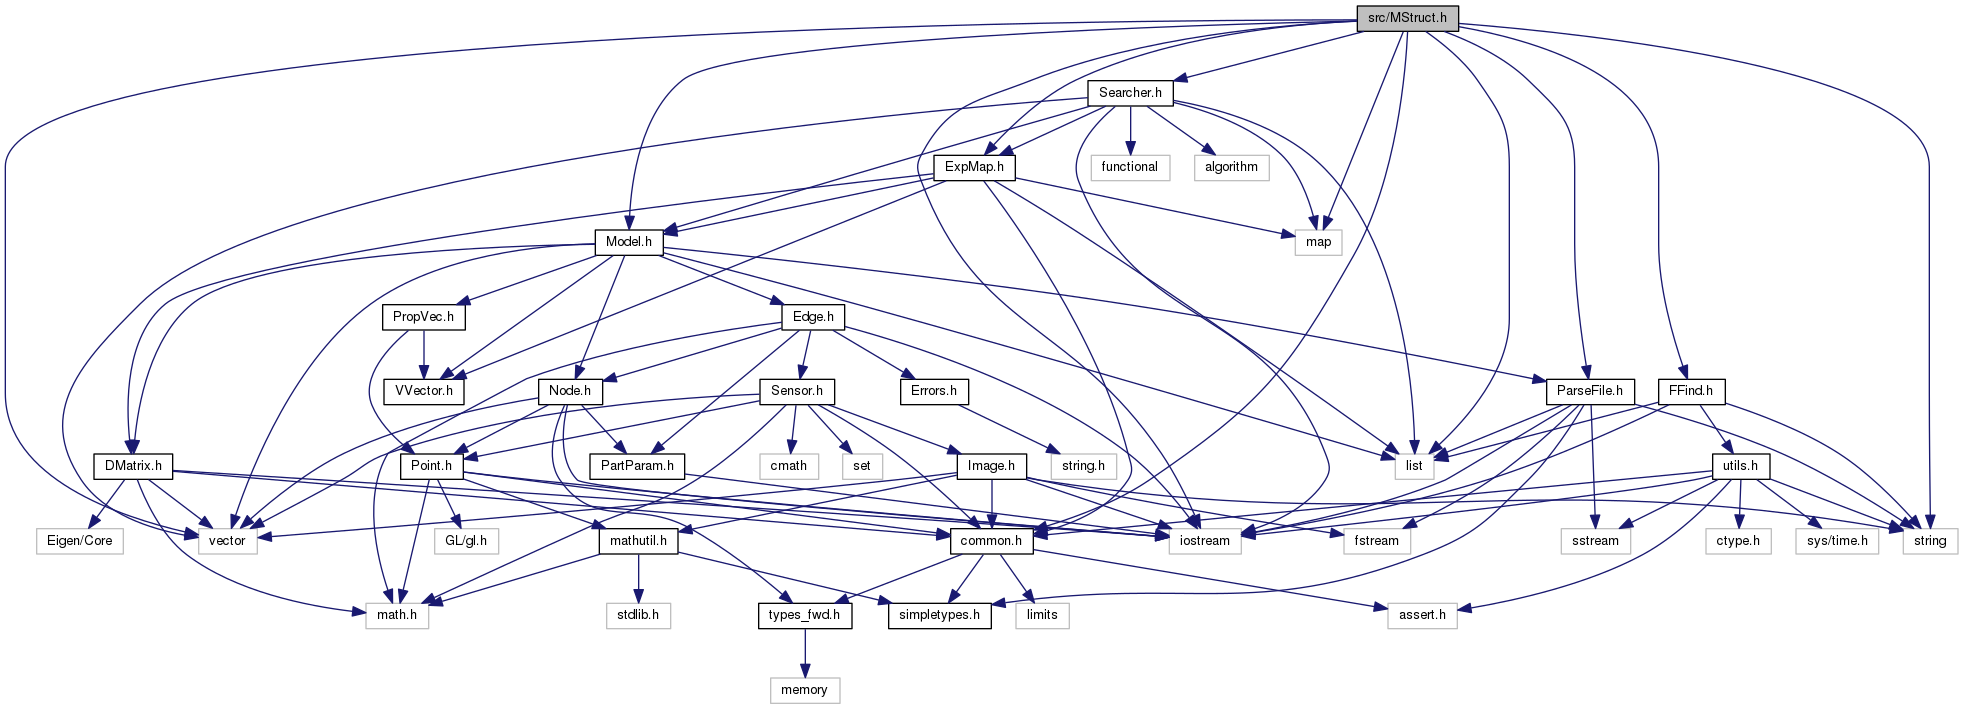 src/MStruct.h
Searcher.h
ExpMap.h
functional
algorithm
Model.h
map
PropVec.h
Edge.h
VVector.h
Node.h
Sensor.h
Errors.h
ParseFile.h
FFind.h
DMatrix.h
Point.h
PartParam.h
cmath
set
Image.h
string.h
list
utils.h
Eigen/Core
vector
GL/gl.h
mathutil.h
common.h
iostream
fstream
sstream
ctype.h
sys/time.h
string
math.h
stdlib.h
types_fwd.h
simpletypes.h
limits
assert.h
memory